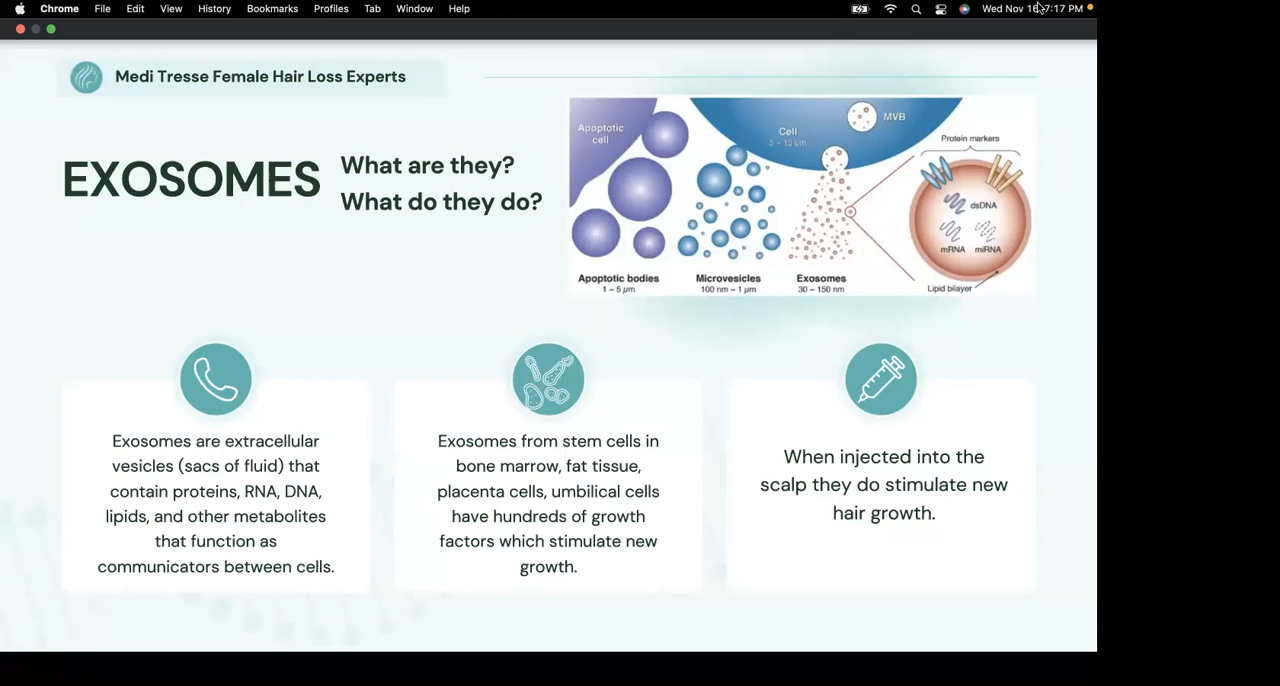 Chrome File Edit View History Bookmarks Profiles Tab Window Help
Medi Tresse Female Hair Loss Experts
EXOSOMES
What are they?
What do they do?
Apoptotic
cell
Cell
5 – 15 µm
MVB
Protein markers
dsDNA
mRNA miRNA
Lipid bilayer
Apoptotic bodies
1 – 5 µm
Microvesicles
100 nm – 1 µm
Exosomes
30 – 150 nm
Exosomes are extracellular
vesicles (sacs of fluid) that
contain proteins, RNA, DNA,
lipids, and other metabolites
that function as
communicators between cells.
Exosomes from stem cells in
bone marrow, fat tissue,
placenta cells, umbilical cells
have hundreds of growth
factors which stimulate new
growth.
When injected into the
scalp they do stimulate new
hair growth.